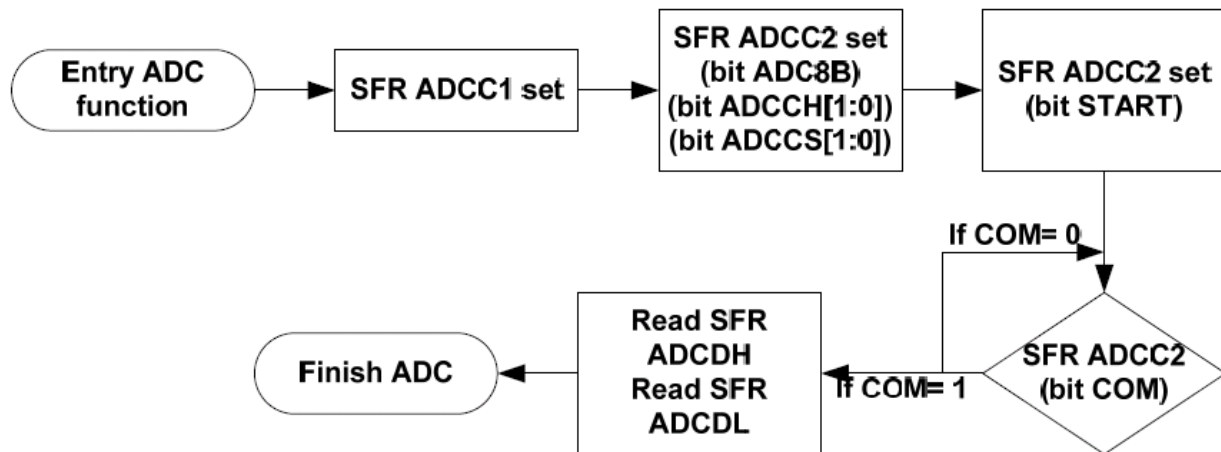 Entry ADC
function
SFR ADCC1 set
SFR ADCC2 set
(bit ADC8B)
(bit ADCCH[1:0])
(bit ADCCS[1:0])
SFR ADCC2 set
(bit START)
If COM= 0
SFR ADCC2
(bit COM)
If COM= 1
Read SFR
ADCDH
Read SFR
ADCDL
Finish ADC